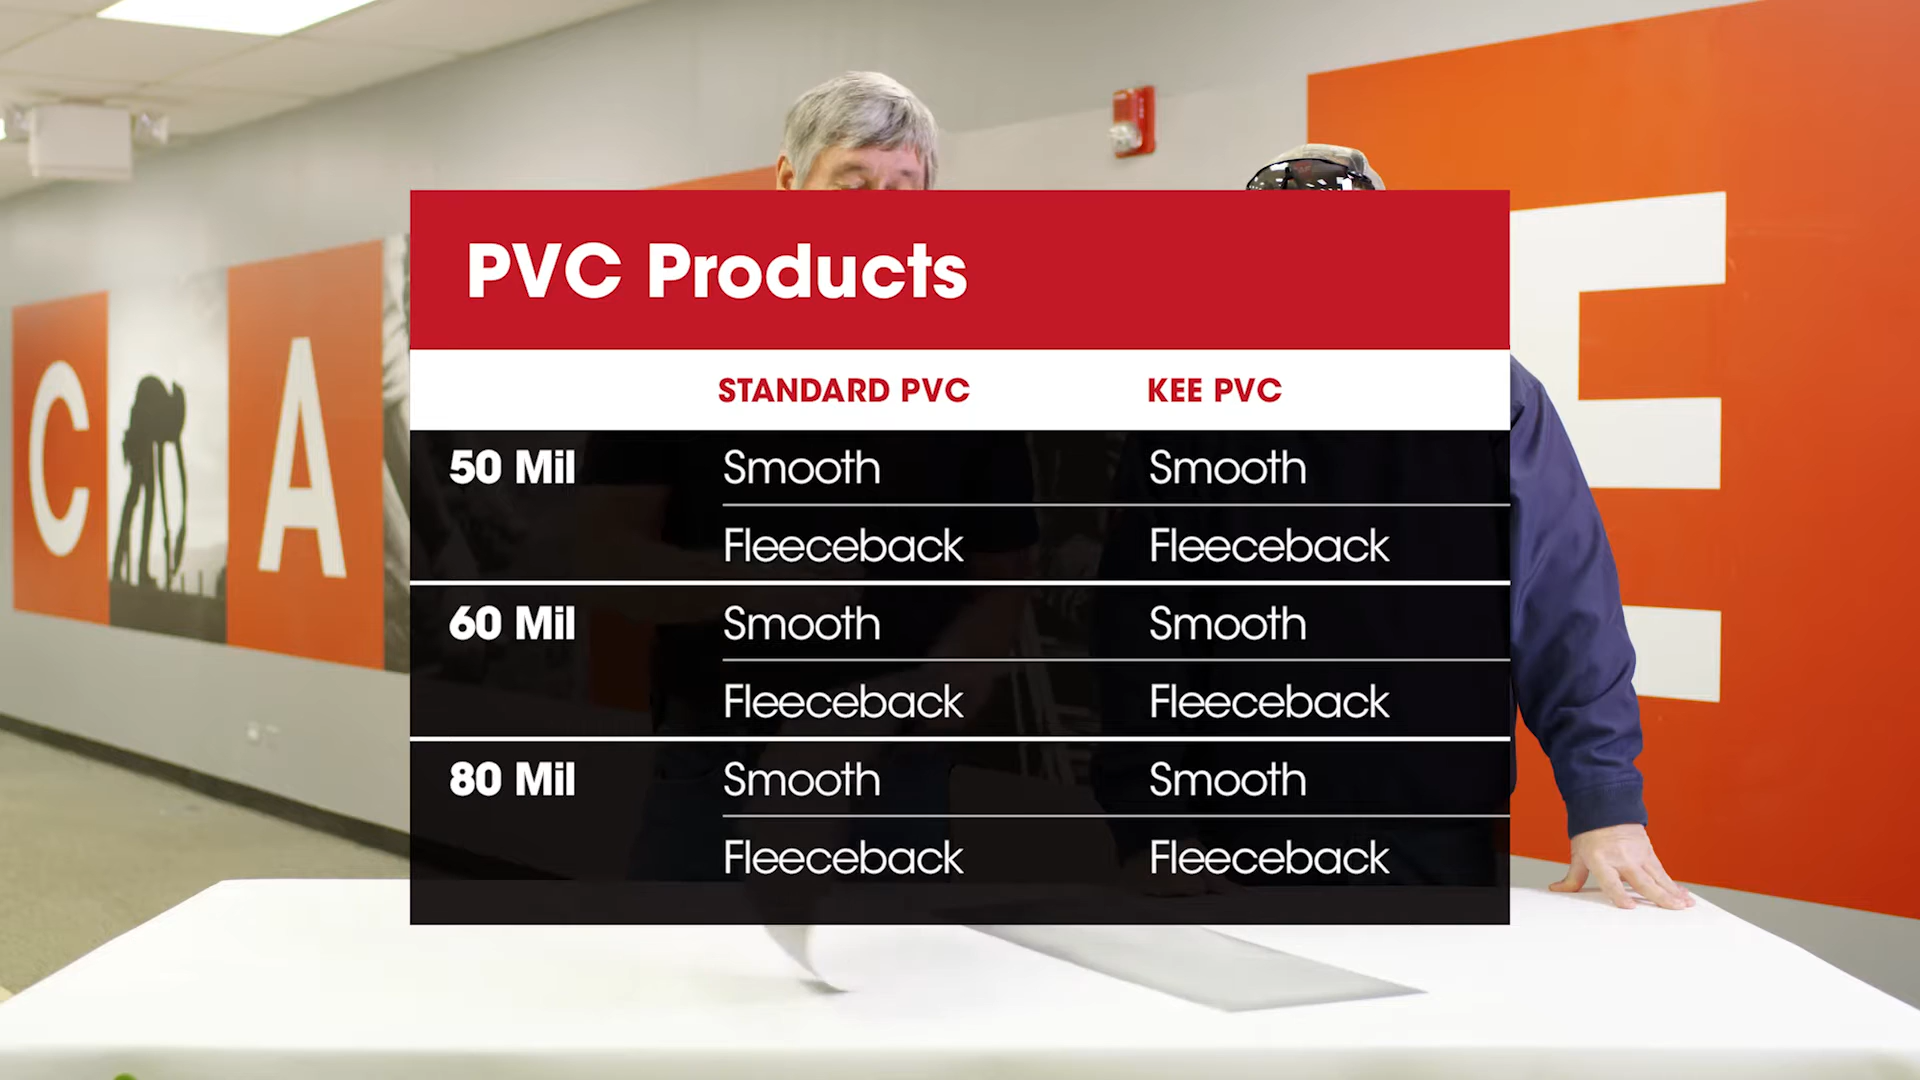 C A E
PVC Products
STANDARD PVC KEE PVC
50 Mil Smooth Smooth
Fleeceback Fleeceback
60 Mil Smooth Smooth
Fleeceback Fleeceback
80 Mil Smooth Smooth
Fleeceback Fleeceback